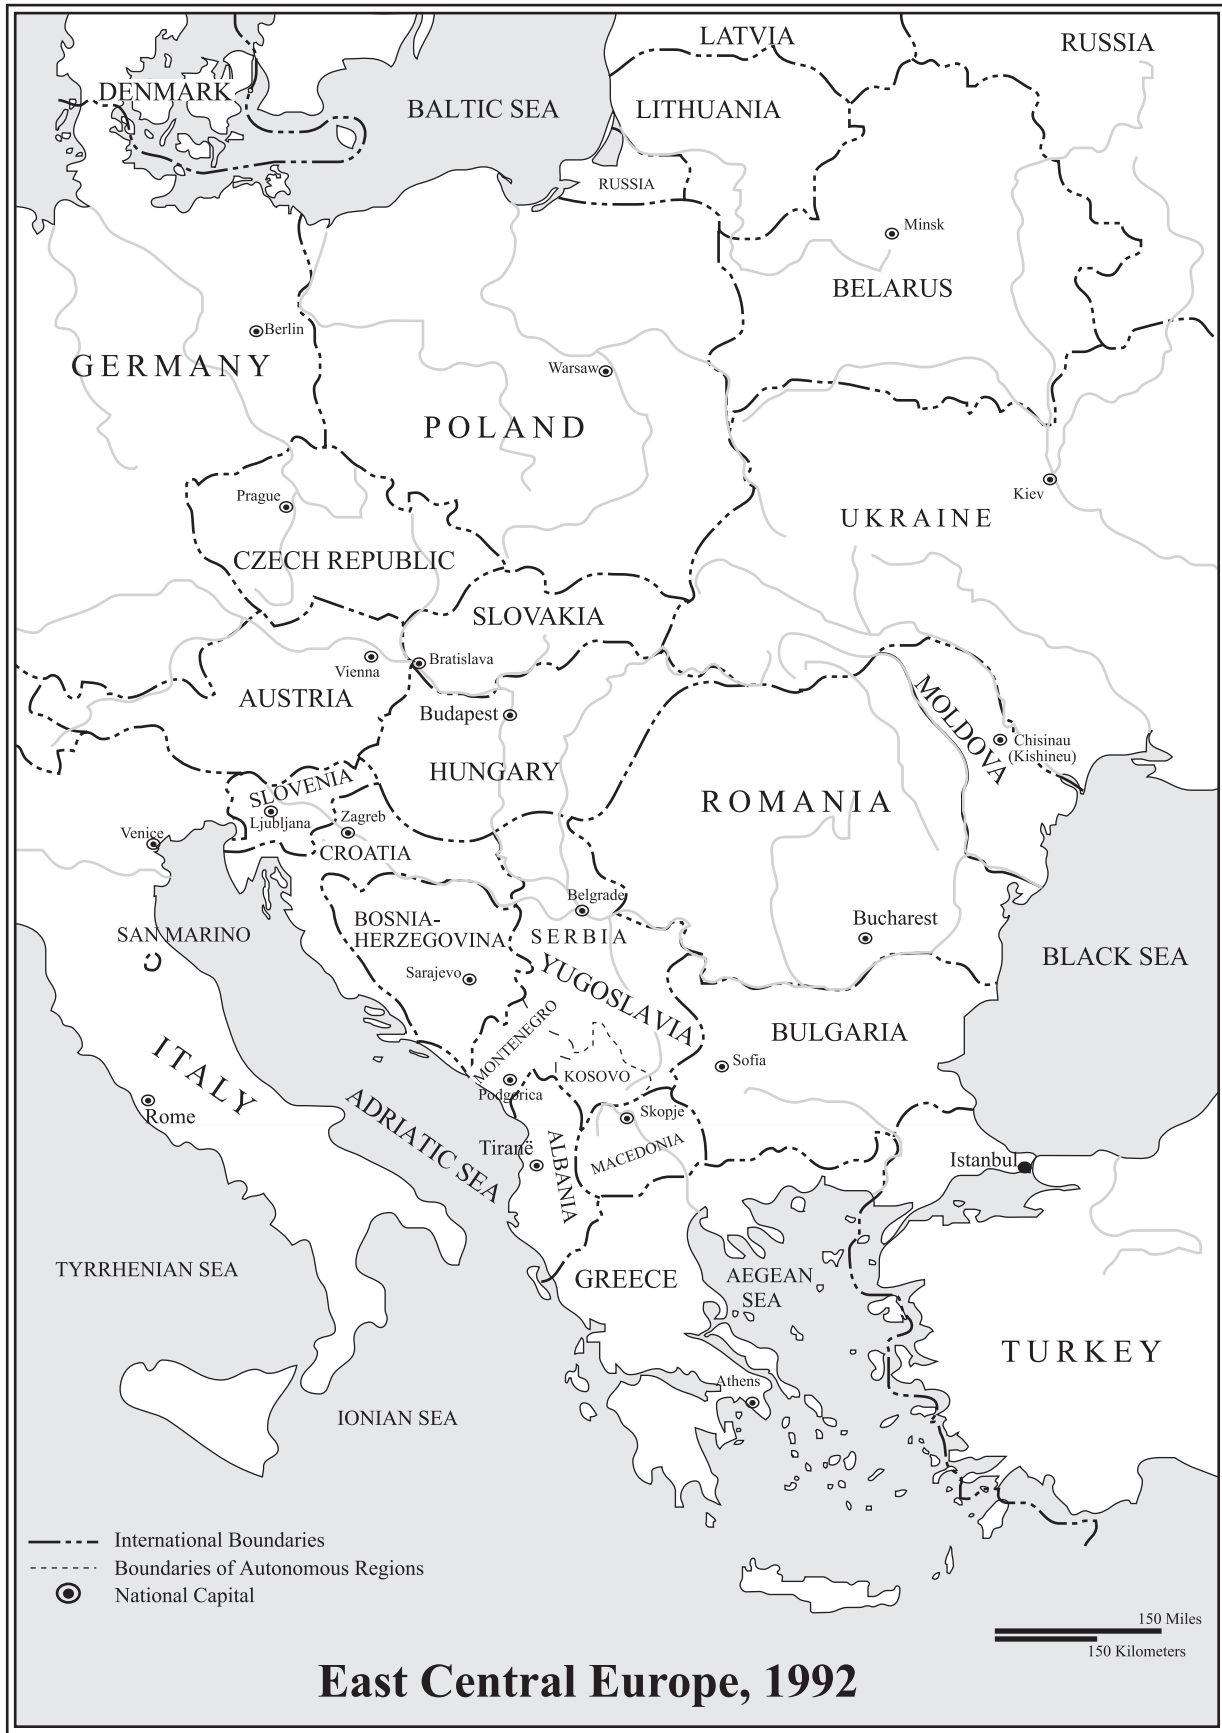 LATVIA
RUSSIA
DENMARK
BALTIC SEA
LITHUANIA
RUSSIA
Minsk
BELARUS
Berlin
GERMANY
Warsaw
POLAND
Prague
Kiev
UKRAINE
CZECH REPUBLIC
SLOVAKIA
Bratislava
Vienna
AUSTRIA
Budapest
MOLDOVA
Chisinau
(Kishineu)
HUNGARY
SLOVENIA
ROMANIA
Ljubljana
Zagreb
Venice
CROATIA
Belgrade
BOSNIA-
HERZEGOVINA
Bucharest
SAN MARINO
SERBIA
BLACK SEA
Sarajevo
YUGOSLAVIA
MONTENEGRO
BULGARIA
Sofia
KOSOVO
ITALY
Podgorica
Rome
ADRIATIC SEA
Skopje
Tiranë
ALBANIA
MACEDONIA
Istanbul
TYRRHENIAN SEA
GREECE
AEGEAN
SEA
TURKEY
Athens
IONIAN SEA
International Boundaries
Boundaries of Autonomous Regions
National Capital
150 Miles
150 Kilometers
East Central Europe, 1992